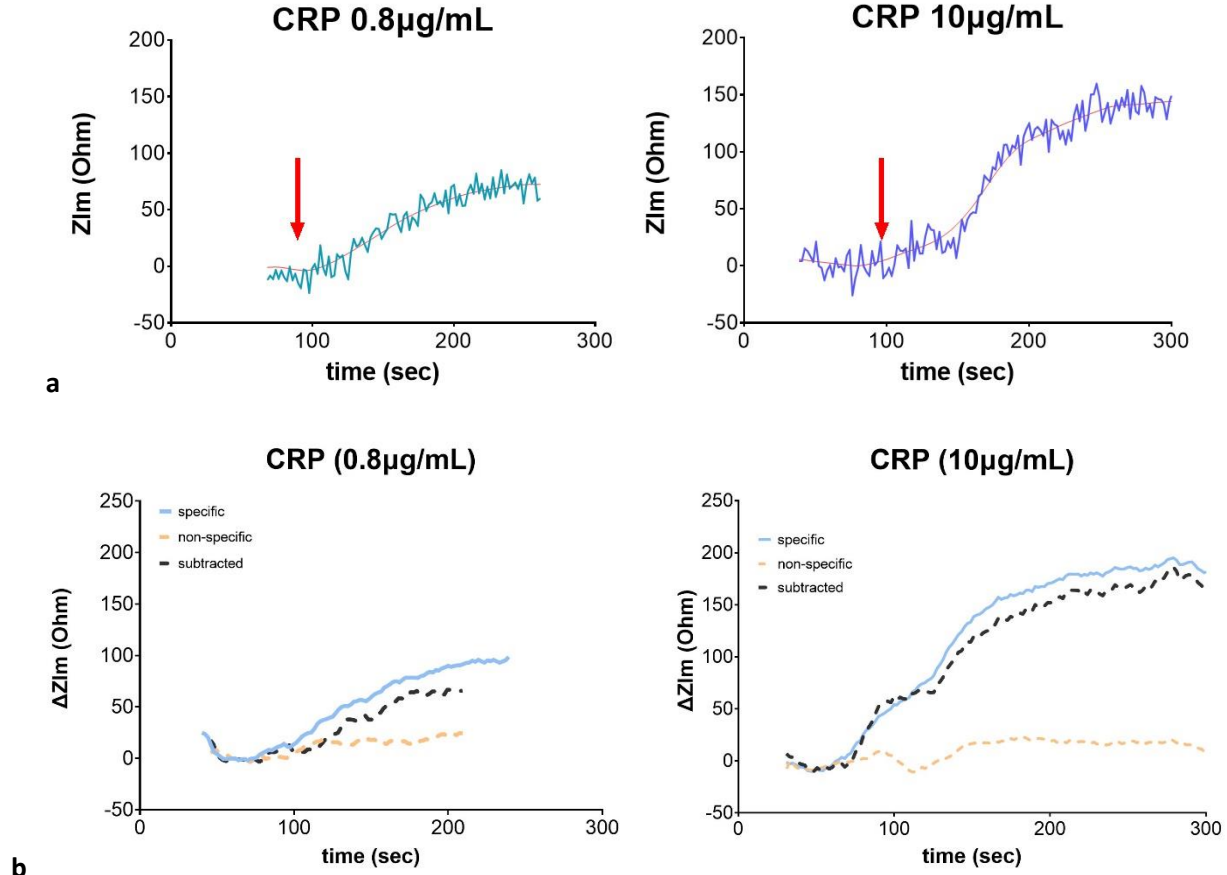 CRP 0.8µg/mL
200
150
100
50
0
-50
ZIm (Ohm)
0
100
200
300
time (sec)
CRP 10µg/mL
200
150
100
50
0
-50
ZIm (Ohm)
0
100
200
300
time (sec)
a
CRP (0.8µg/mL)
250
200
150
100
50
0
-50
ΔZIm (Ohm)
specific
non-specific
subtracted
0
100
200
300
time (sec)
CRP (10µg/mL)
250
200
150
100
50
0
-50
ΔZIm (Ohm)
specific
non-specific
subtracted
0
100
200
300
time (sec)
b